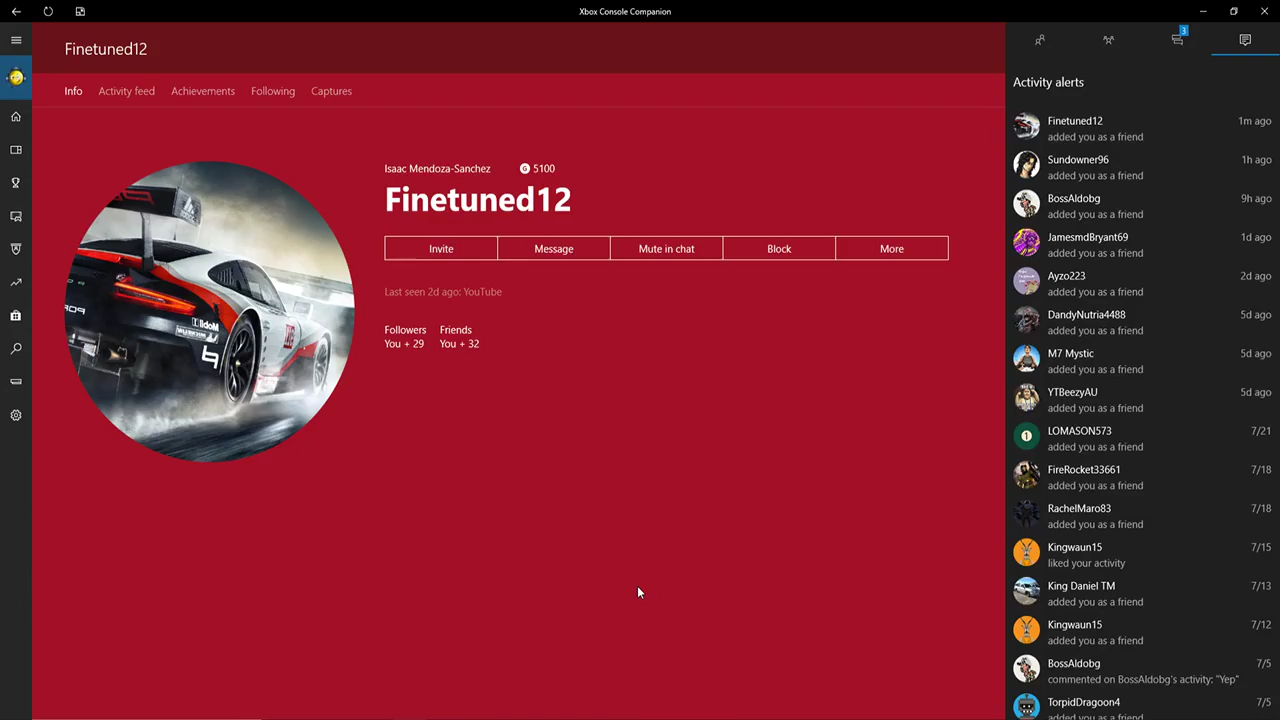 Xbox Console Companion
Finetuned12
Info
Activity feed
Achievements
Following
Captures
Isaac Mendoza-Sanchez
G 5100
Finetuned12
Invite
Message
Mute in chat
Block
More
Last seen 2d ago: YouTube
Followers
You + 29
Friends
You + 32
3
Activity alerts
Finetuned12 1m ago
added you as a friend
Sundowner96 1h ago
added you as a friend
BossAldobg 9h ago
added you as a friend
JamesmdBryant69 1d ago
added you as a friend
Ayzo223 2d ago
added you as a friend
DandyNutria4488 5d ago
added you as a friend
M7 Mystic 5d ago
added you as a friend
YTBeezyAU 5d ago
added you as a friend
1
LOMASON573 7/21
added you as a friend
FireRocket33661 7/18
added you as a friend
RachelMaro83 7/18
added you as a friend
Kingwaun15 7/15
liked your activity
King Daniel TM 7/13
added you as a friend
Kingwaun15 7/12
added you as a friend
BossAldobg 7/5
commented on BossAldobg's activity: "Yep"
TorpidDragoon4 7/5
added you as a friend